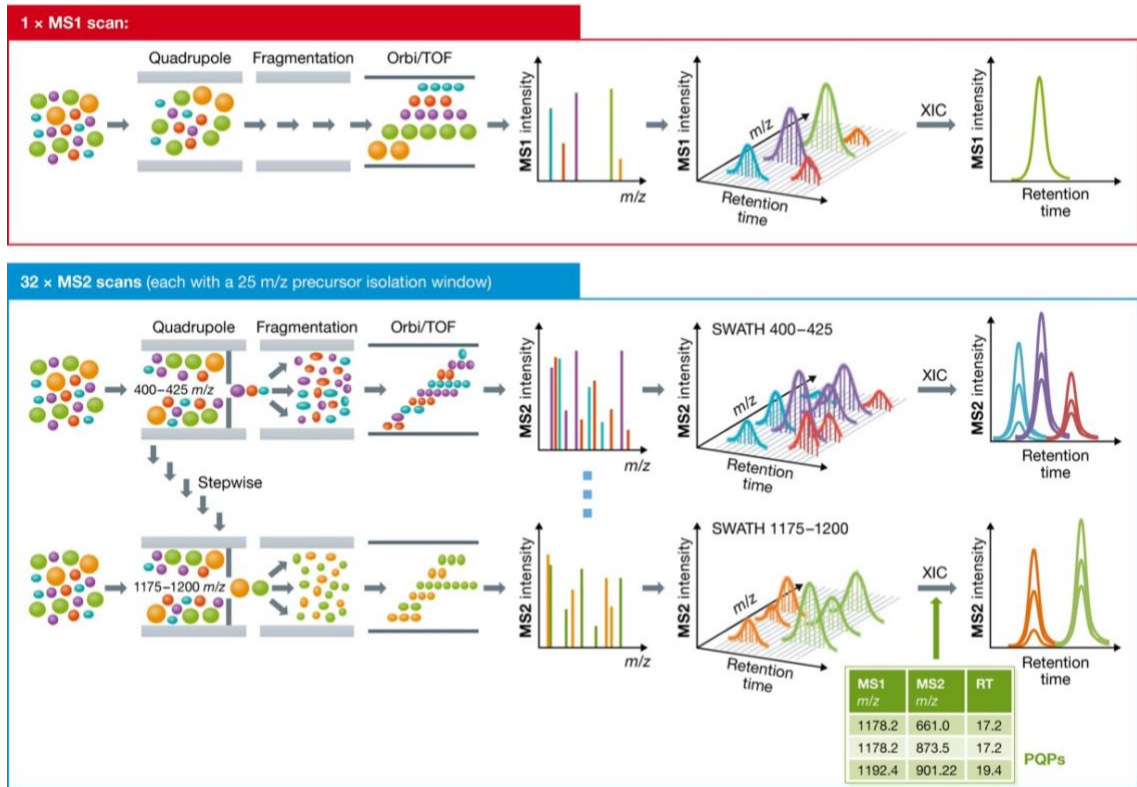 1 × MS1 scan:
Quadrupole
Fragmentation
Orbi/TOF
MS1 intensity
m/z
MS1 intensity
m/z
Retention
time
XIC
Retention
time
32 × MS2 scans (each with a 25 m/z precursor isolation window)
Quadrupole
Fragmentation
Orbi/TOF
400–425 m/z
MS2 intensity
m/z
SWATH 400–425
MS2 intensity
m/z
Retention
time
XIC
MS2 intensity
Retention
time
Stepwise
1175–1200 m/z
MS2 intensity
m/z
SWATH 1175–1200
MS2 intensity
m/z
Retention
time
XIC
MS2 intensity
Retention
time
MS1 MS2 RT
m/z m/z
1178.2 661.0 17.2
1178.2 873.5 17.2
1192.4 901.22 19.4
PQPs